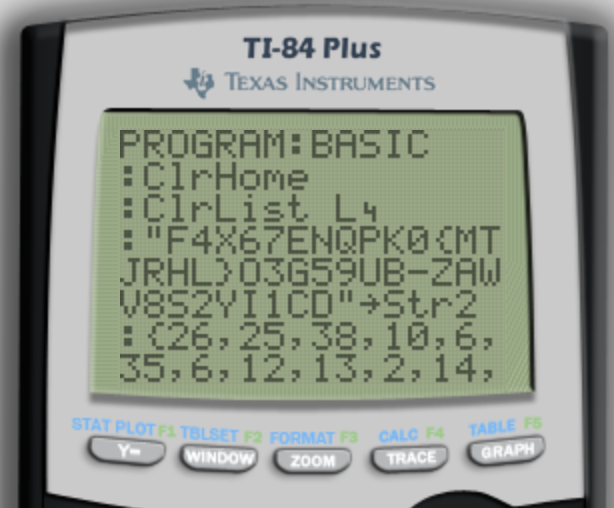 TI-84 Plus
TEXAS INSTRUMENTS
PROGRAM:BASIC
:ClrHome
:ClrList L₄
:"F4X67ENQPK0{MT
JRHL}O3G59UB-ZAW
V8S2YI1CD"→Str2
:{26,25,38,10,6,
35,6,12,13,2,14,
STAT PLOT F1 TBLSET F2 FORMAT F3 CALC F4 TABLE F5
Y= WINDOW ZOOM TRACE GRAPH